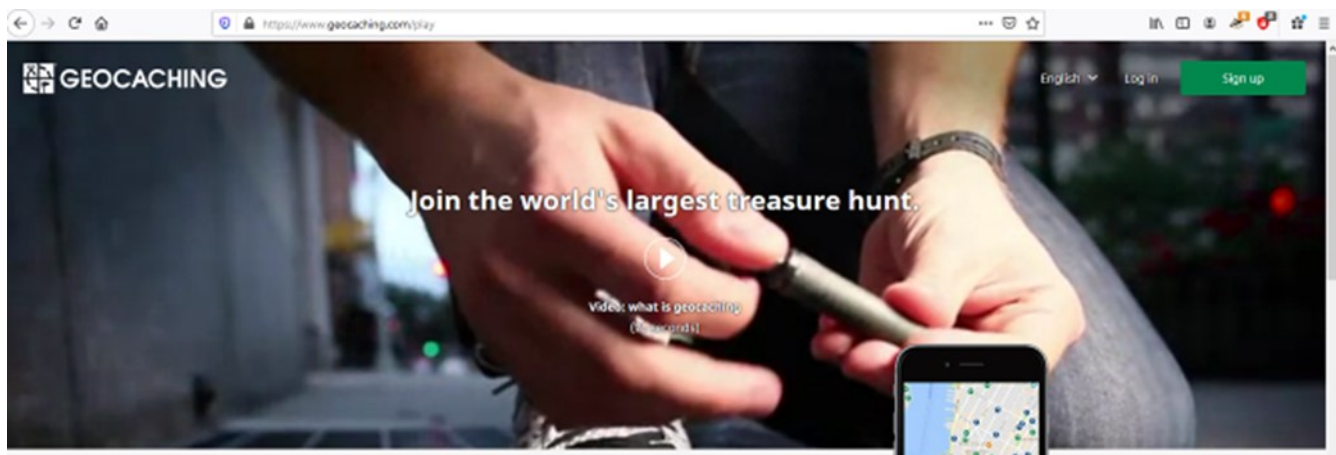 https://www.geocaching.com/play
GEOCACHING
English
Log in
Sign up
Join the world's largest treasure hunt.
Video: what is geocaching
seconds)